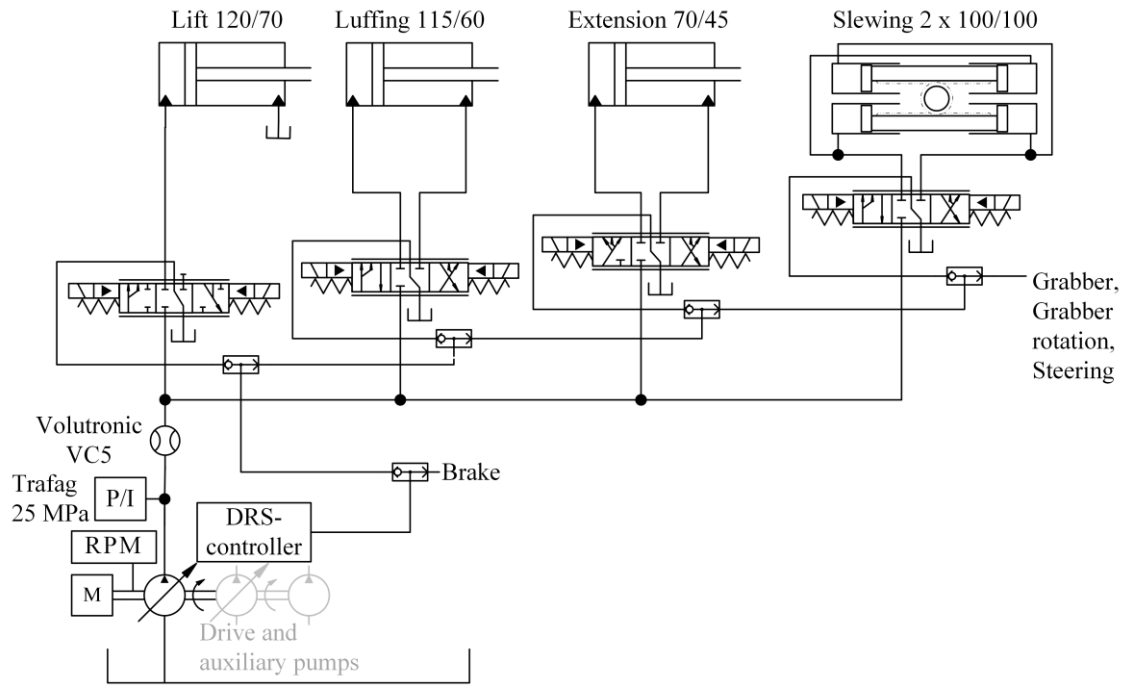 Lift 120/70
Luffing 115/60
Extension 70/45
Slewing 2 x 100/100
Grabber,
Grabber
rotation,
Steering
Volutronic
VC5
Trafag
25 MPa
P/I
Brake
DRS-
controller
RPM
M
Drive and
auxiliary pumps